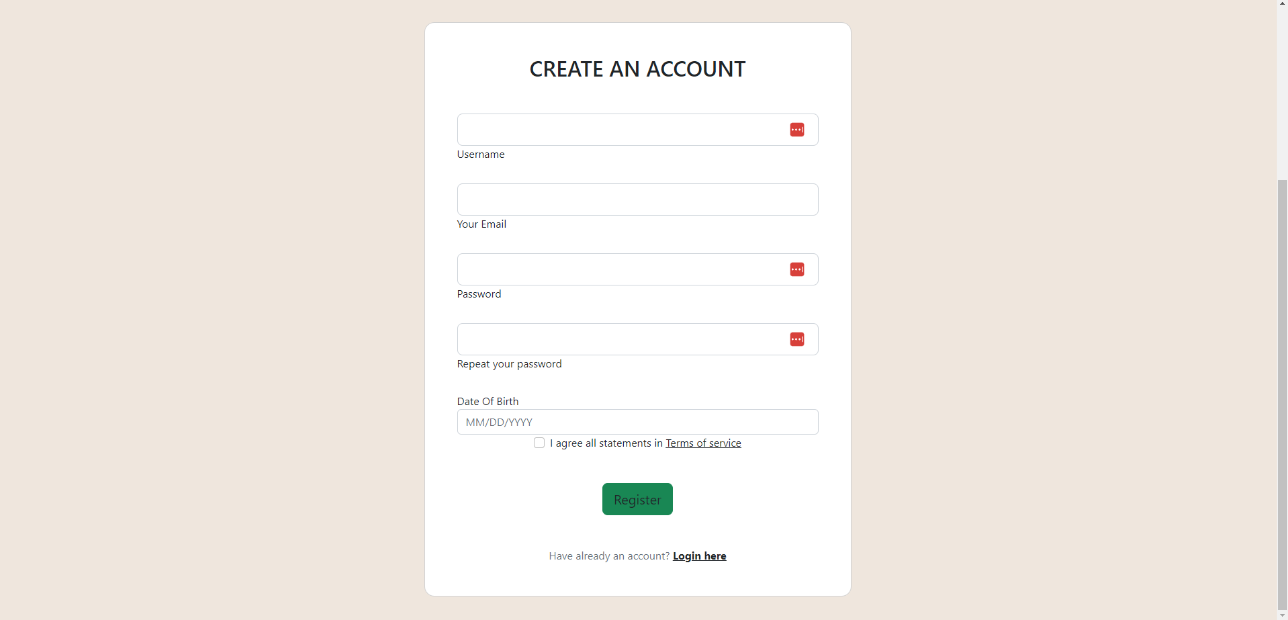 CREATE AN ACCOUNT
Username
Your Email
Password
Repeat your password
Date Of Birth
MM/DD/YYYY
I agree all statements in Terms of service
Register
Have already an account? Login here